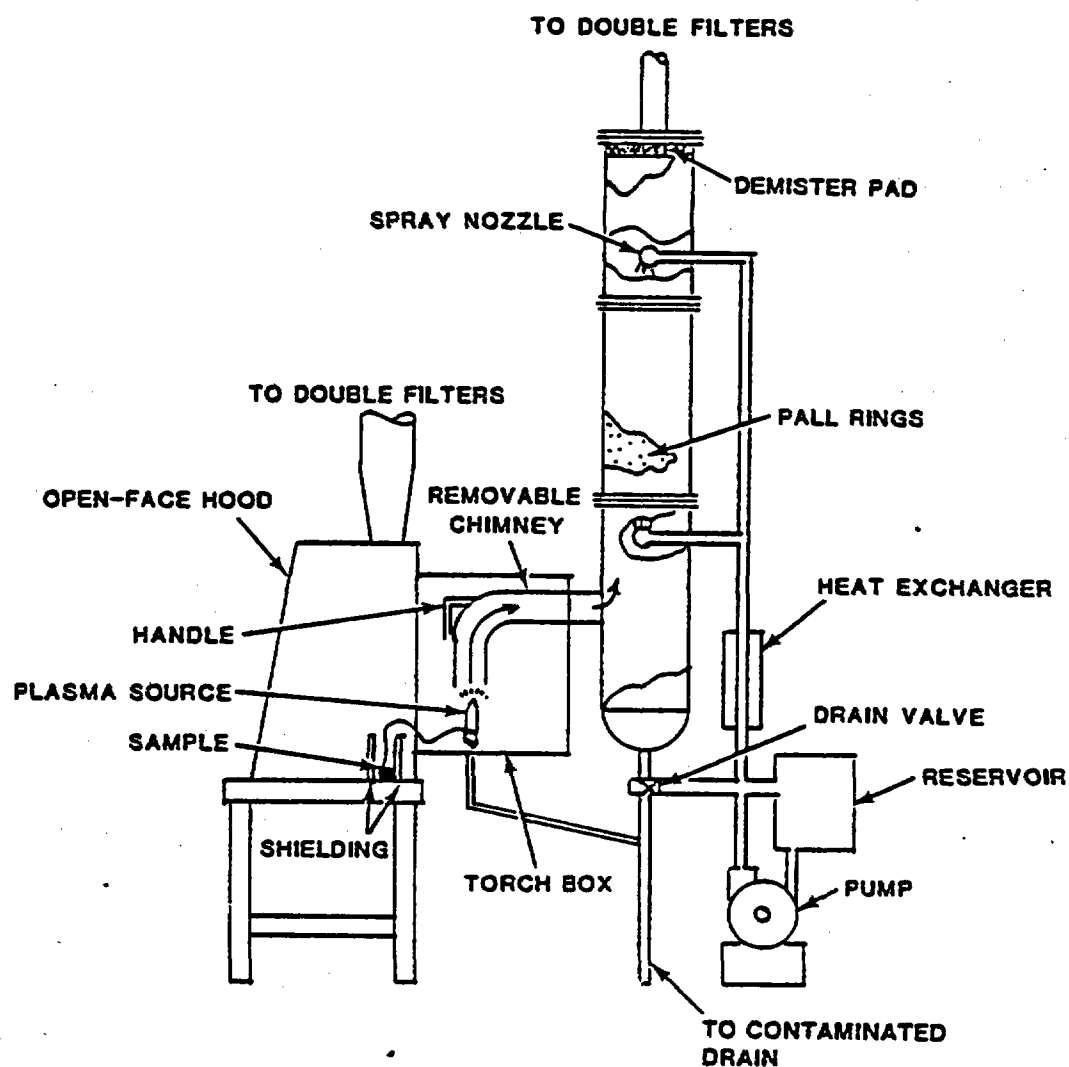 TO DOUBLE FILTERS
DEMISTER PAD
SPRAY NOZZLE
TO DOUBLE FILTERS
PALL RINGS
OPEN-FACE HOOD
REMOVABLE
CHIMNEY
HEAT EXCHANGER
HANDLE
PLASMA SOURCE
DRAIN VALVE
SAMPLE
RESERVOIR
SHIELDING
TORCH BOX
PUMP
TO CONTAMINATED
DRAIN